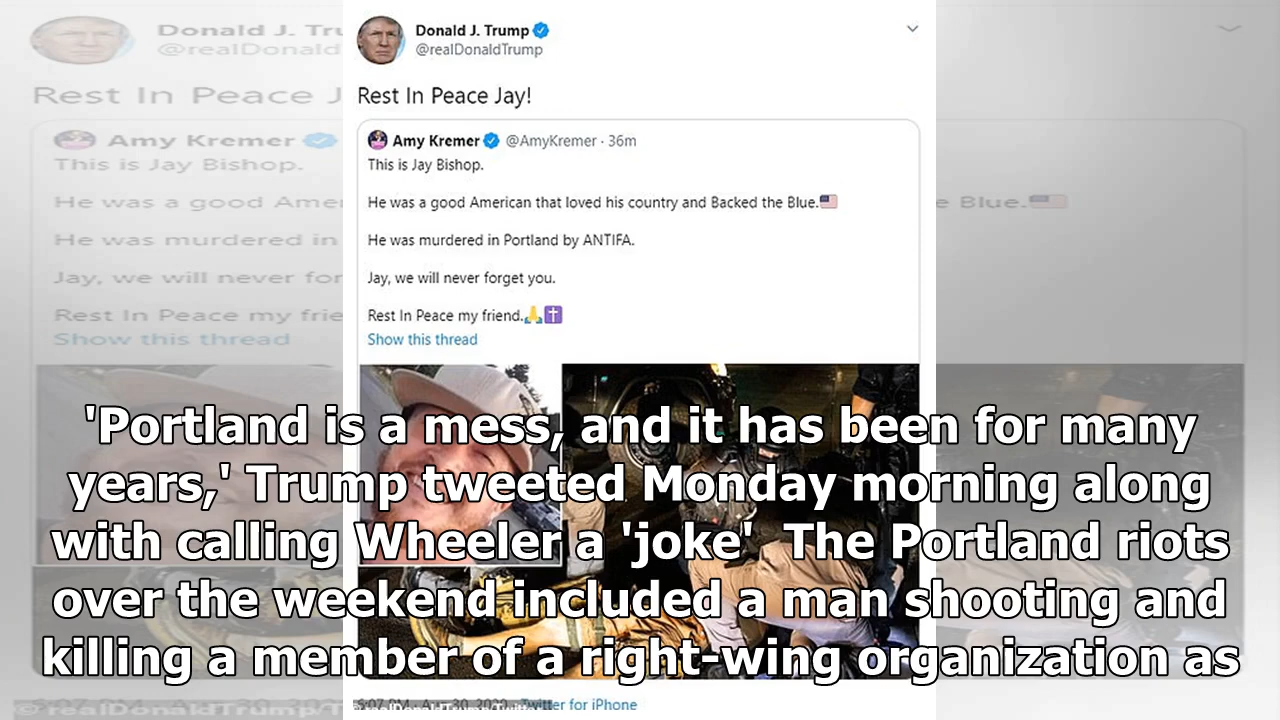 Donald J. Trump
@realDonaldTrump
Rest In Peace Jay!
Amy Kremer @AmyKremer · 36m
This is Jay Bishop.
He was a good American that loved his country and Backed the Blue.
He was murdered in Portland by ANTIFA.
Jay, we will never forget you.
Rest In Peace my friend.
Show this thread
'Portland is a mess, and it has been for many
years,' Trump tweeted Monday morning along
with calling Wheeler a 'joke' The Portland riots
over the weekend included a man shooting and
killing a member of a right-wing organization as
Twitter for iPhone